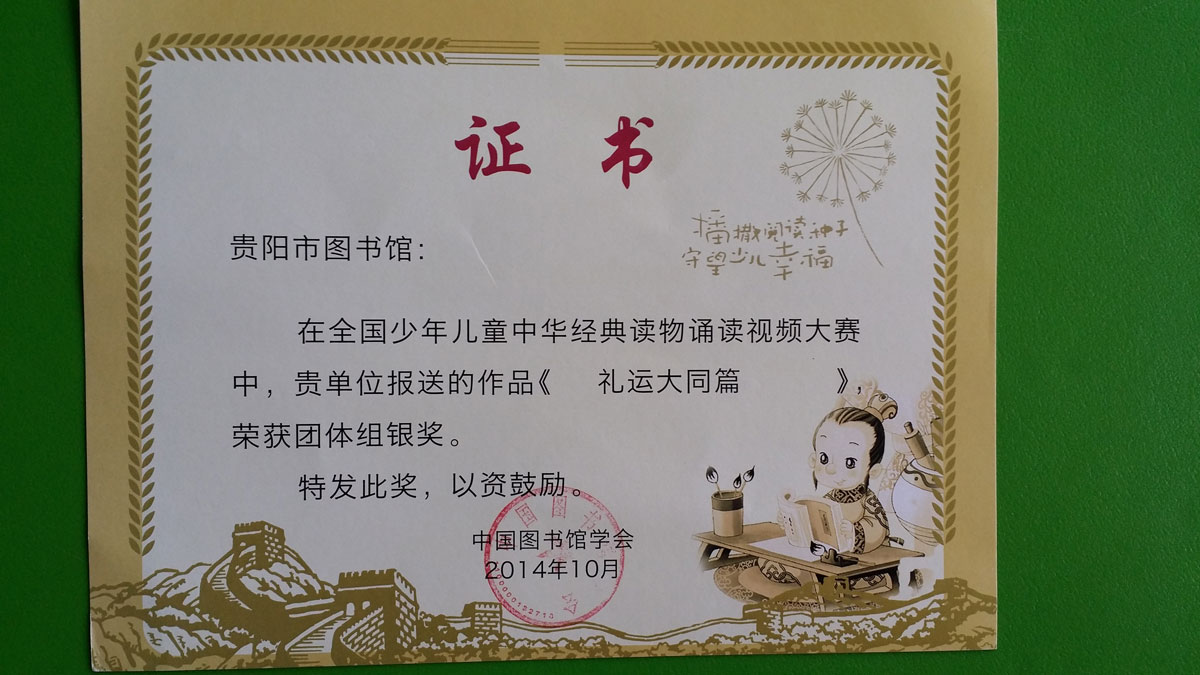 证 书
播撒阅读种子
守望少儿幸福
贵阳市图书馆：
在全国少年儿童中华经典读物诵读视频大赛
中，贵单位报送的作品《 礼运大同篇 》，
荣获团体组银奖。
特发此奖，以资鼓励。
中国图书馆学会
2014年10月